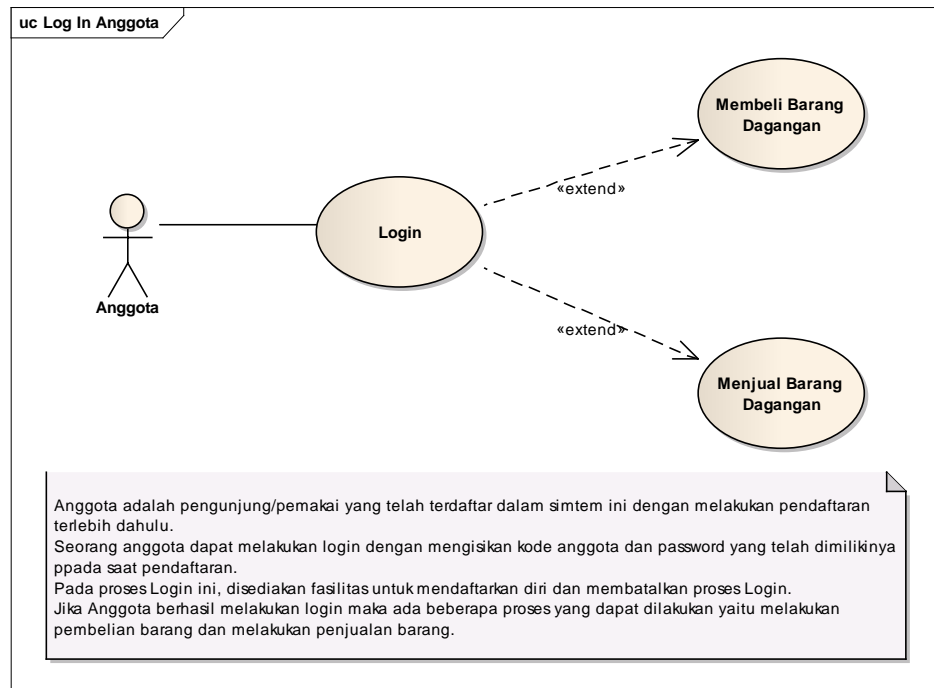 uc Log In Anggota
Membeli Barang
Dagangan
«extend»
Login
Anggota
«extend»
Menjual Barang
Dagangan
Anggota adalah pengunjung/pemakai yang telah terdaftar dalam simtem ini dengan melakukan pendaftaran
terlebih dahulu.
Seorang anggota dapat melakukan login dengan mengisikan kode anggota dan password yang telah dimilikinya
ppada saat pendaftaran.
Pada proses Login ini, disediakan fasilitas untuk mendaftarkan diri dan membatalkan proses Login.
Jika Anggota berhasil melakukan login maka ada beberapa proses yang dapat dilakukan yaitu melakukan
pembelian barang dan melakukan penjualan barang.